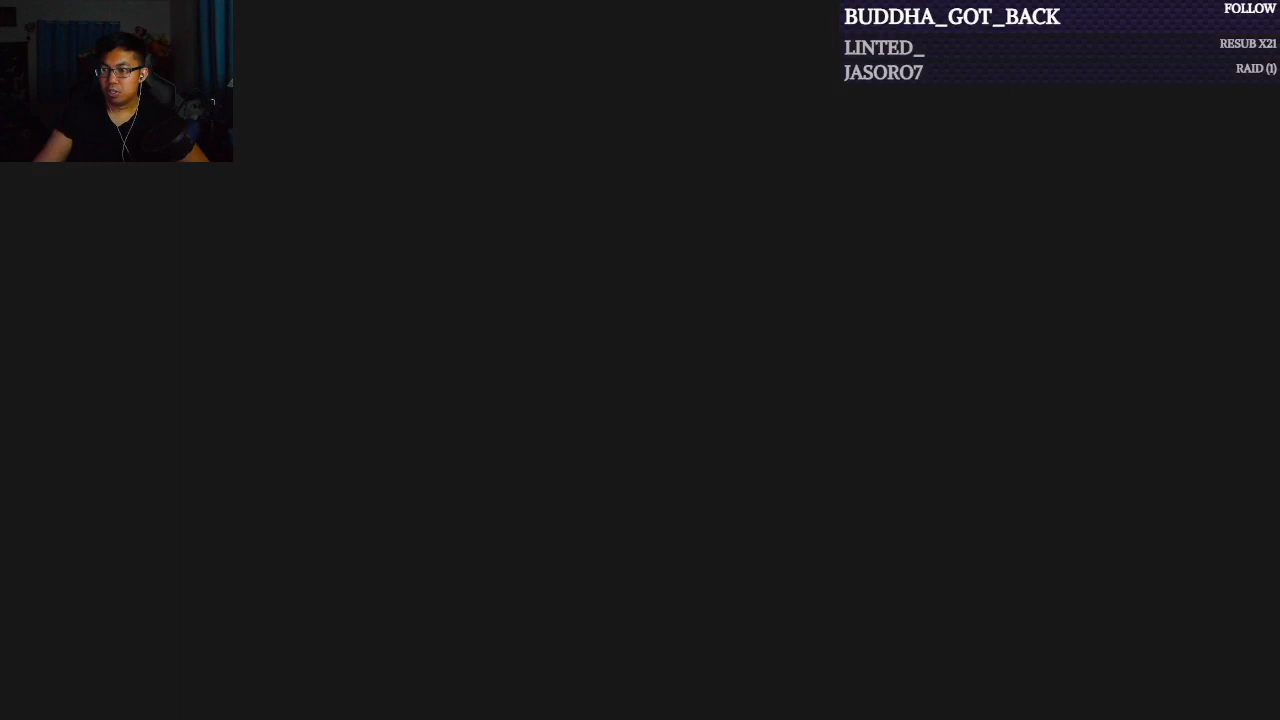 BUDDHA_GOT_BACK FOLLOW
LINTED_ RESUB X21
JASORO7 RAID (1)